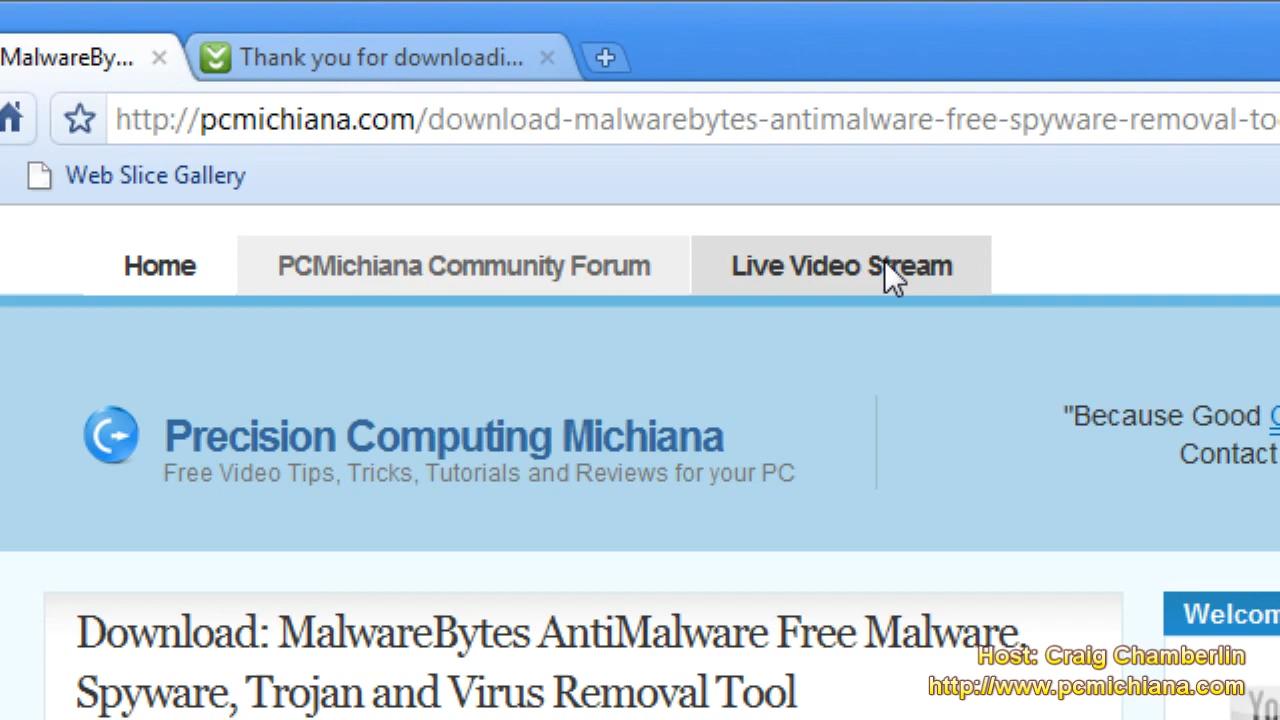 MalwareBy...
Thank you for downloadi...
http://pcmichiana.com/download-malwarebytes-antimalware-free-spyware-removal-to
Web Slice Gallery
Home
PCMichiana Community Forum
Live Video Stream
Precision Computing Michiana
Free Video Tips, Tricks, Tutorials and Reviews for your PC
"Because Good
Contact
Download: MalwareBytes AntiMalware Free Malware,
Spyware, Trojan and Virus Removal Tool
Welcom
Host: Craig Chamberlin
http://www.pcmichiana.com